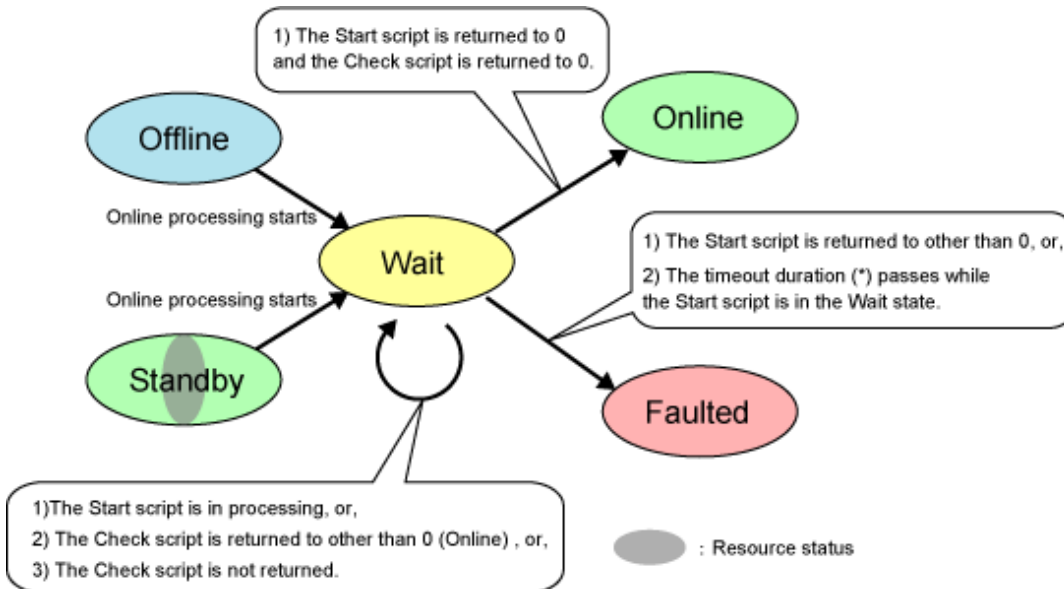 1) The Start script is returned to 0
and the Check script is returned to 0.
Offline
Online
Online processing starts
Wait
1) The Start script is returned to other than 0, or,
2) The timeout duration (*) passes while
the Start script is in the Wait state.
Online processing starts
Standby
Faulted
1)The Start script is in processing, or,
2) The Check script is returned to other than 0 (Online) , or,
3) The Check script is not returned.
: Resource status